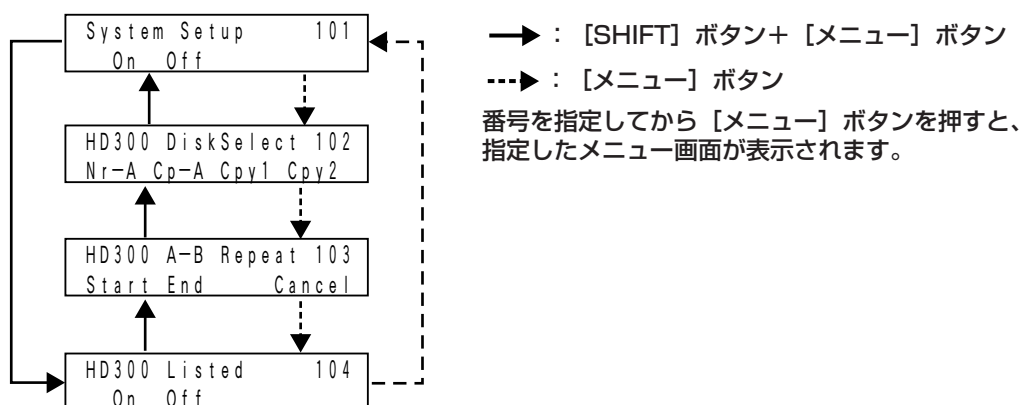 System Setup 101
On Off
HD300 DiskSelect 102
Nr-A Cp-A Cpy1 Cpy2
HD300 A-B Repeat 103
Start End Cancel
HD300 Listed 104
On Off
：［SHIFT］ボタン＋［メニュー］ボタン
：［メニュー］ボタン
番号を指定してから［メニュー］ボタンを押すと、
指定したメニュー画面が表示されます。